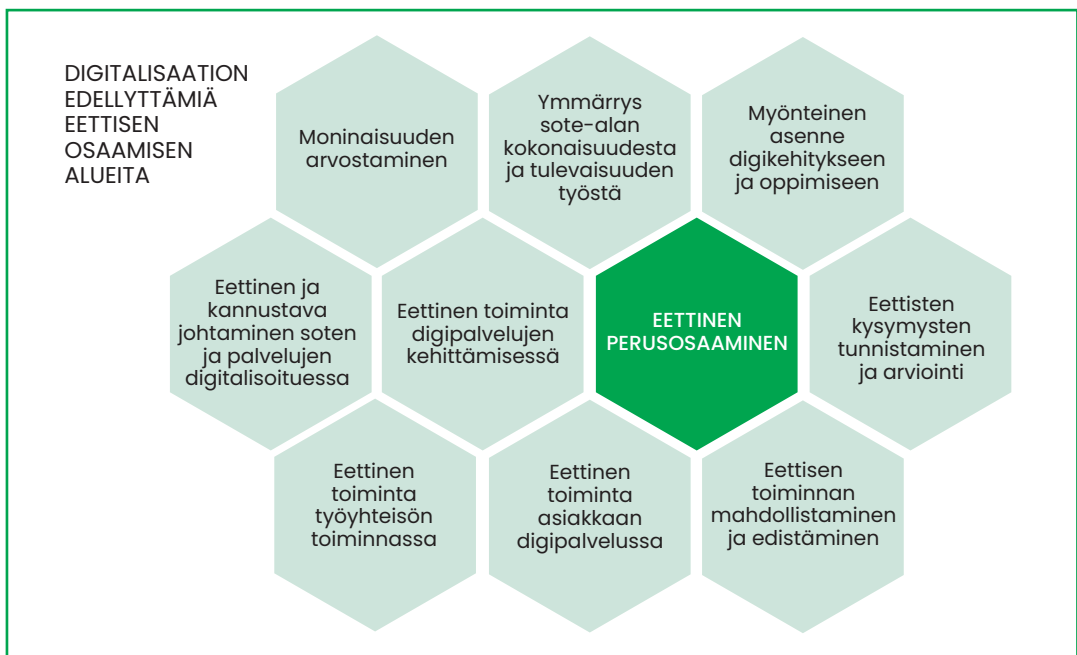 DIGITALISAATION
EDELLYTTÄMIÄ
EETTISEN
OSAAMISEN
ALUEITA
Moninaisuuden
arvostaminen
Ymmärrys
sote-alan
kokonaisuudesta
ja tulevaisuuden
työstä
Myönteinen
asenne
digikehitykseen
ja oppimiseen
Eettinen ja
kannustava
johtaminen soten
ja palvelujen
digitalisoituessa
Eettinen toiminta
digipalvelujen
kehittämisessä
EETTINEN
PERUSOSAAMINEN
Eettisten
kysymysten
tunnistaminen
ja arviointi
Eettinen
toiminta
työyhteisön
toiminnassa
Eettinen
toiminta
asiakkaan
digipalvelussa
Eettisen
toiminnan
mahdollistaminen
ja edistäminen